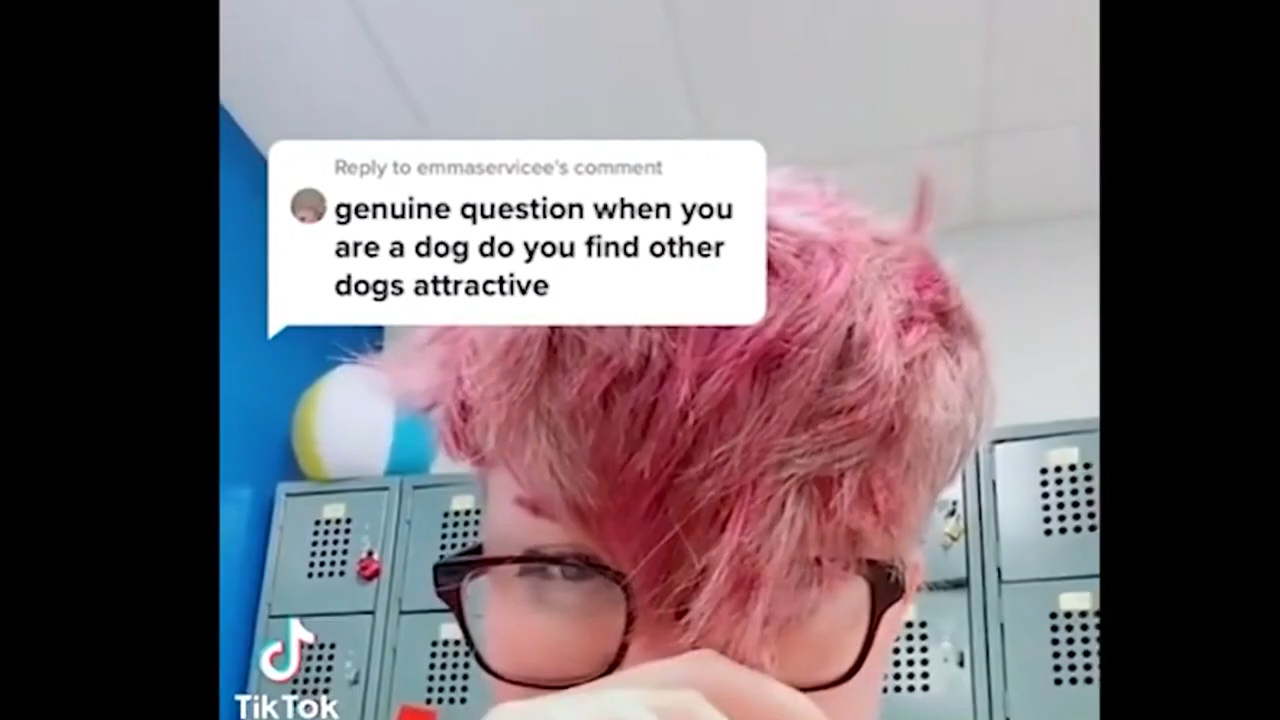 Reply to emmaservicee's comment
genuine question when you
are a dog do you find other
dogs attractive
TikTok